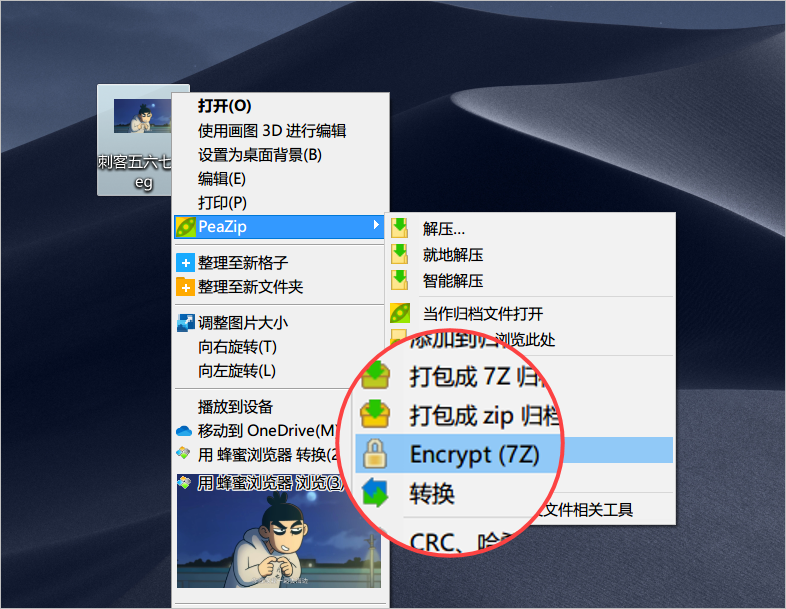 刺客五六七
eg
打开(O)
使用画图 3D 进行编辑
设置为桌面背景(B)
编辑(E)
打印(P)
PeaZip
整理至新格子
整理至新文件夹
调整图片大小
向右旋转(T)
向左旋转(L)
播放到设备
移动到 OneDrive(M)
用 蜂蜜浏览器 转换(2
用 蜂蜜浏览器 浏览(3)
解压...
就地解压
智能解压
当作归档文件打开
添加到归
浏览此处
打包成 7Z 归档
打包成 zip 归档
Encrypt (7Z)
转换
文件相关工具
CRC、哈希